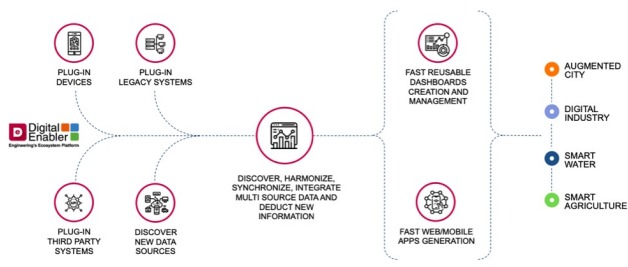 PLUG-IN
DEVICES
PLUG-IN
LEGACY SYSTEMS
FAST REUSABLE
DASHBOARDS
CREATION AND
MANAGEMENT
AUGMENTED
CITY
DIGITAL
INDUSTRY
D Digital
Enabler
Engineering's Ecosystem Platform
DISCOVER, HARMONIZE,
SYNCHRONIZE, INTEGRATE
MULTI SOURCE DATA AND
DEDUCT NEW
INFORMATION
SMART
WATER
SMART
AGRICULTURE
PLUG-IN
THIRD PARTY
SYSTEMS
DISCOVER
NEW DATA
SOURCES
FAST WEB/MOBILE
APPS GENERATION